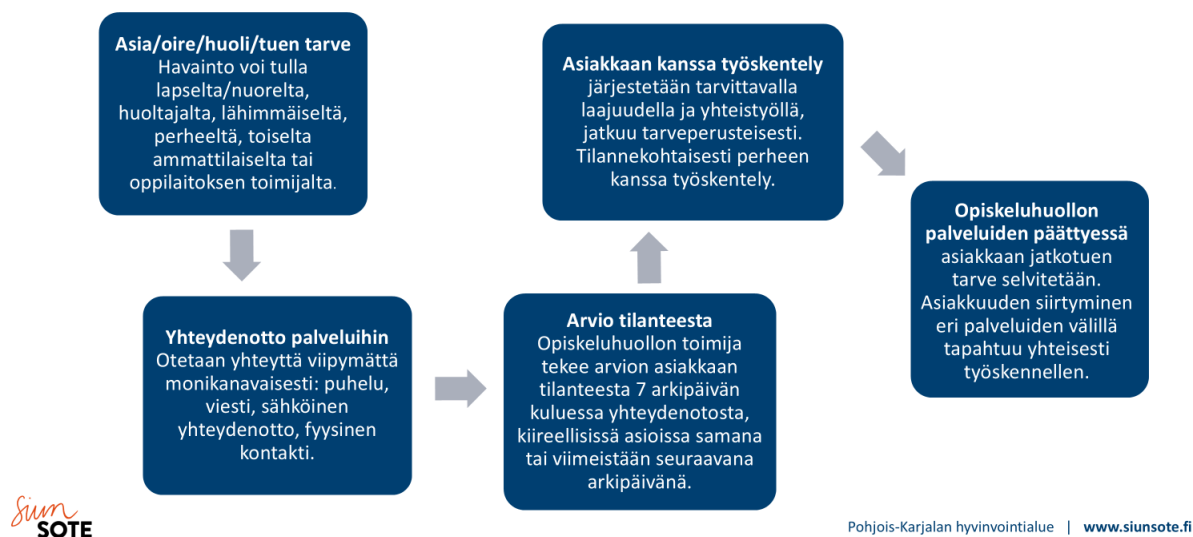 Asia/oire/huoli/tuen tarve
Havainto voi tulla
lapselta/nuorelta,
huoltajalta, lähimmäiseltä,
perheeltä, toiselta
ammattilaiselta tai
oppilaitoksen toimijalta.
Yhteydenotto palveluihin
Otetaan yhteyttä viipymättä
monikanavaisesti: puhelu,
viesti, sähköinen
yhteydenotto, fyysinen
kontakti.
Arvio tilanteesta
Opiskeluhuollon toimija
tekee arvion asiakkaan
tilanteesta 7 arkipäivän
kuluessa yhteydenotosta,
kiireellisissä asioissa samana
tai viimeistään seuraavana
arkipäivänä.
Asiakkaan kanssa työskentely
järjestetään tarvittavalla
laajuudella ja yhteistyöllä,
jatkuu tarveperusteisesti.
Tilannekohtaisesti perheen
kanssa työskentely.
Opiskeluhuollon
palveluiden päättyessä
asiakkaan jatkotuen
tarve selvitetään.
Asiakkuuden siirtyminen
eri palveluiden välillä
tapahtuu yhteisesti
työskennellen.
Siun
SOTE
Pohjois-Karjalan hyvinvointialue | www.siunsote.fi